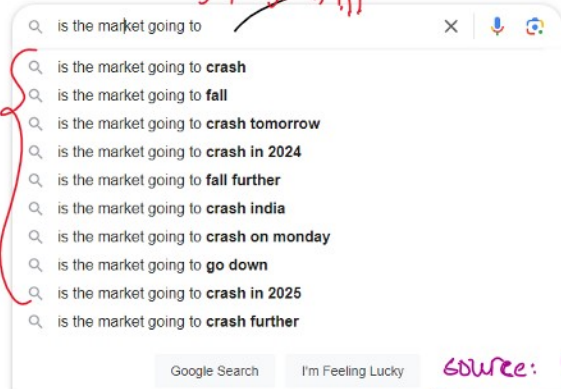 is the market going to
is the market going to crash
is the market going to fall
is the market going to crash tomorrow
is the market going to crash in 2024
is the market going to fall further
is the market going to crash india
is the market going to crash on monday
is the market going to go down
is the market going to crash in 2025
is the market going to crash further
Google Search I'm Feeling Lucky source: